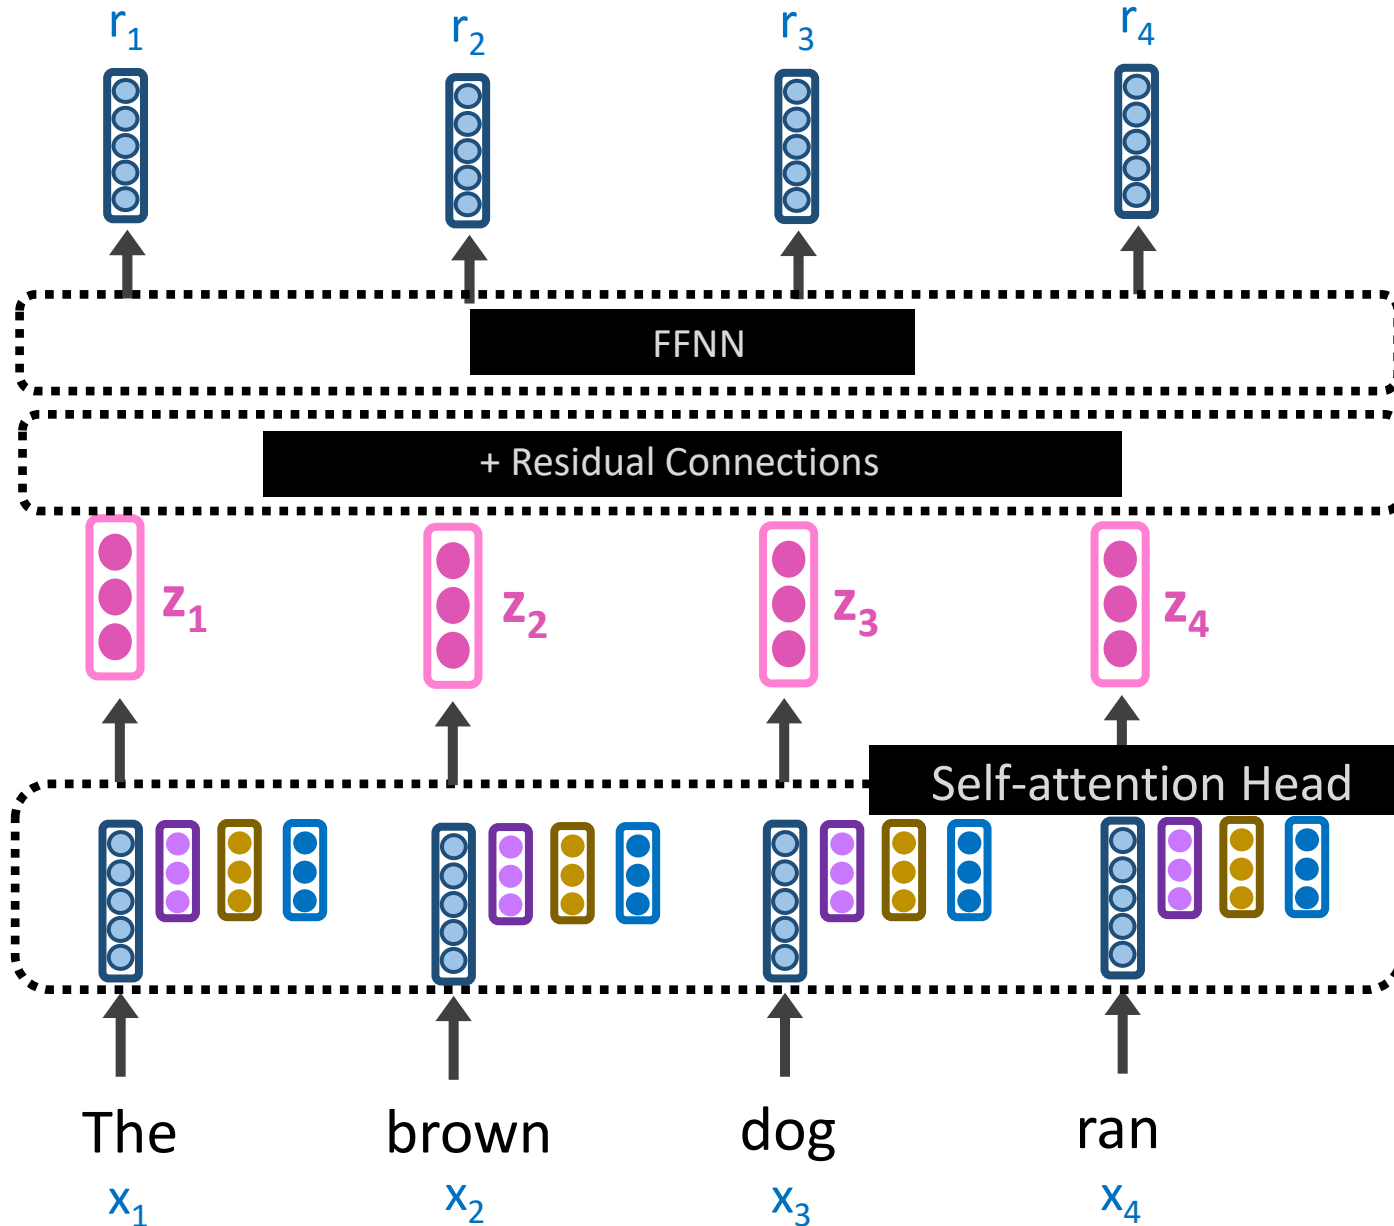 r₁ r₂ r₃ r₄
FFNN
+ Residual Connections
z₁ z₂ z₃ z₄
Self-attention Head
The brown dog ran
x₁ x₂ x₃ x₄